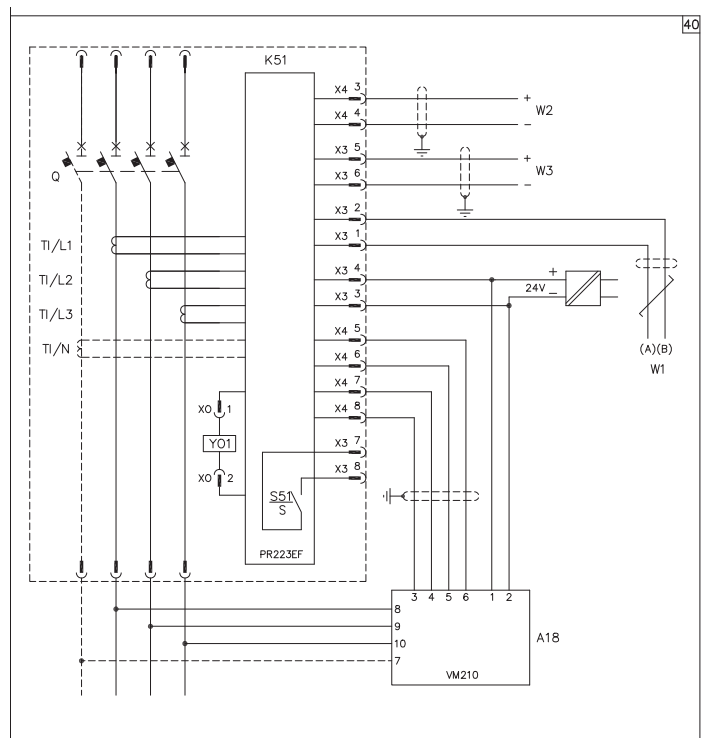 40
K51
X4 3
+
W2
X4 4
–
X3 5
+
W3
X3 6
–
Q
X3 2
X3 1
TI/L1
X3 4
+
TI/L2
24V –
X3 3
TI/L3
X4 5
(A)(B)
TI/N
X4 6
W1
X4 7
XO 1
X4 8
YO1
X3 7
XO 2
X3 8
S51
S
PR223EF
3 4 5 6 1 2
8
9
A18
10
7
VM210